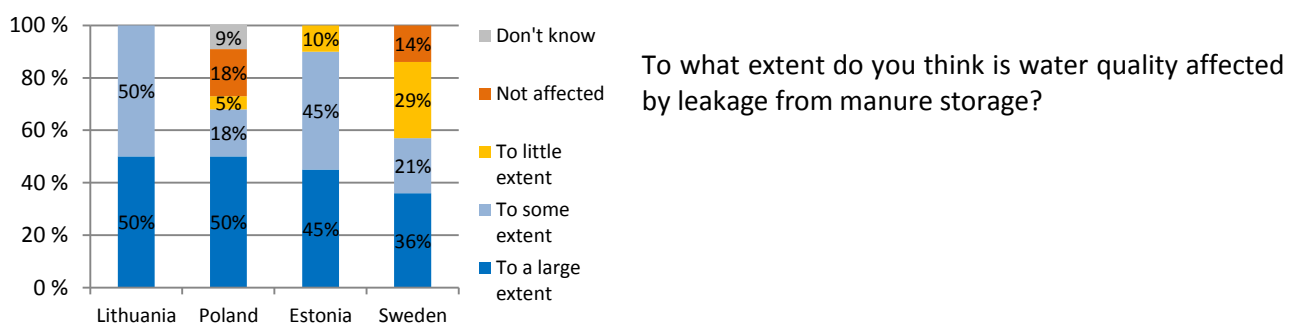 100 %
80 %
60 %
40 %
20 %
0 %
50%
50%
9%
18%
5%
18%
50%
10%
45%
45%
14%
29%
21%
36%
Lithuania Poland Estonia Sweden
Don't know
Not affected
To little
extent
To some
extent
To a large
extent
To what extent do you think is water quality affected
by leakage from manure storage?